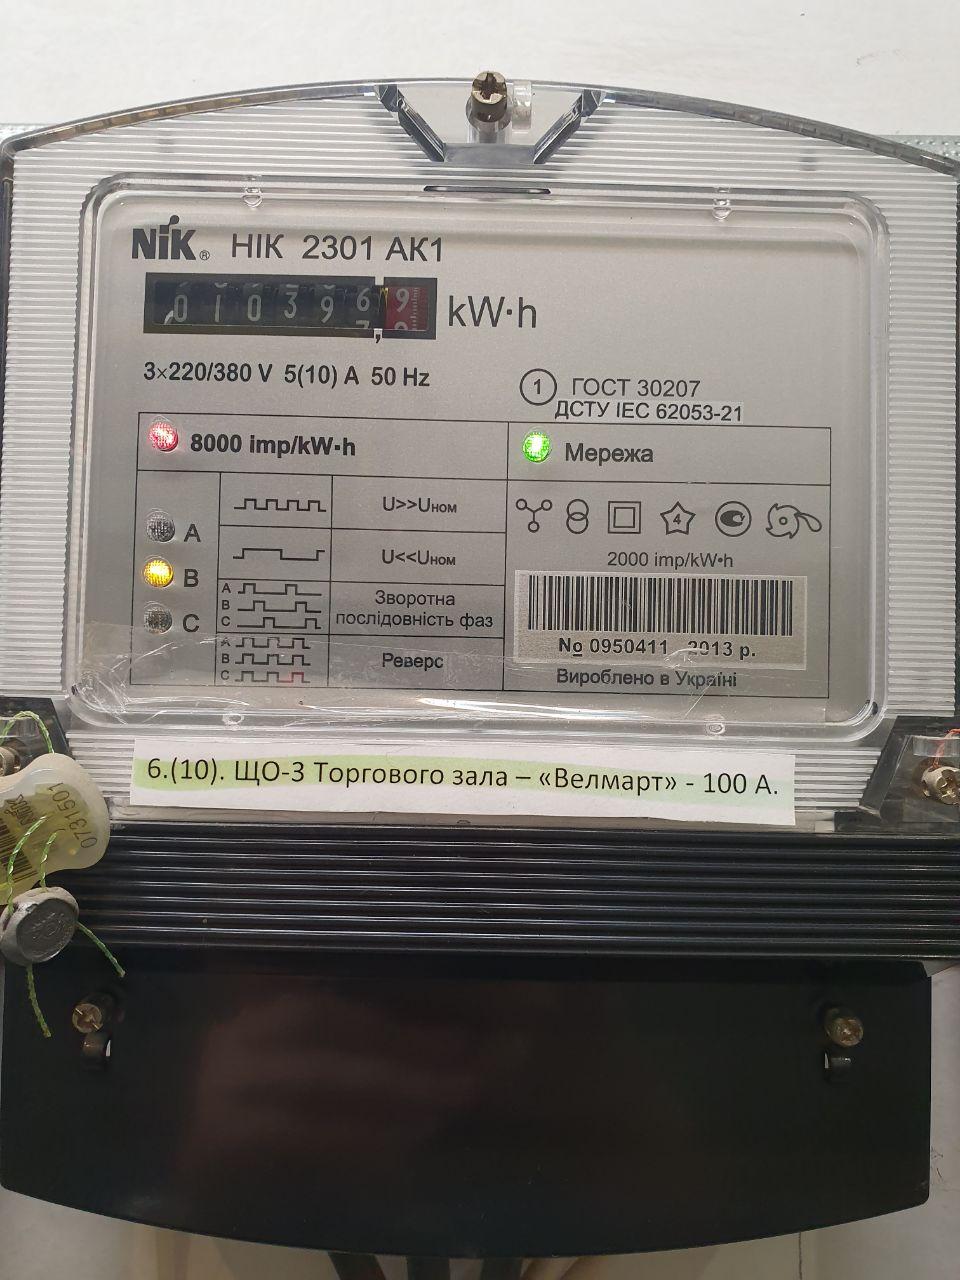 NiK® НІК 2301 АК1
010396,9 kW·h
3×220/380 V 5(10) A 50 Hz
1 ГОСТ 30207
ДСТУ IEC 62053-21
8000 imp/kW·h
Мережа
A
B
C
U>>Uном
U<<Uном
A
B
C
Зворотна
послідовність фаз
A
B
C
Реверс
4
2000 imp/kW•h
№ 0950411 2013 р.
Вироблено в Україні
6.(10). ЩО-3 Торгового зала – «Велмарт» - 100 А.
0731501